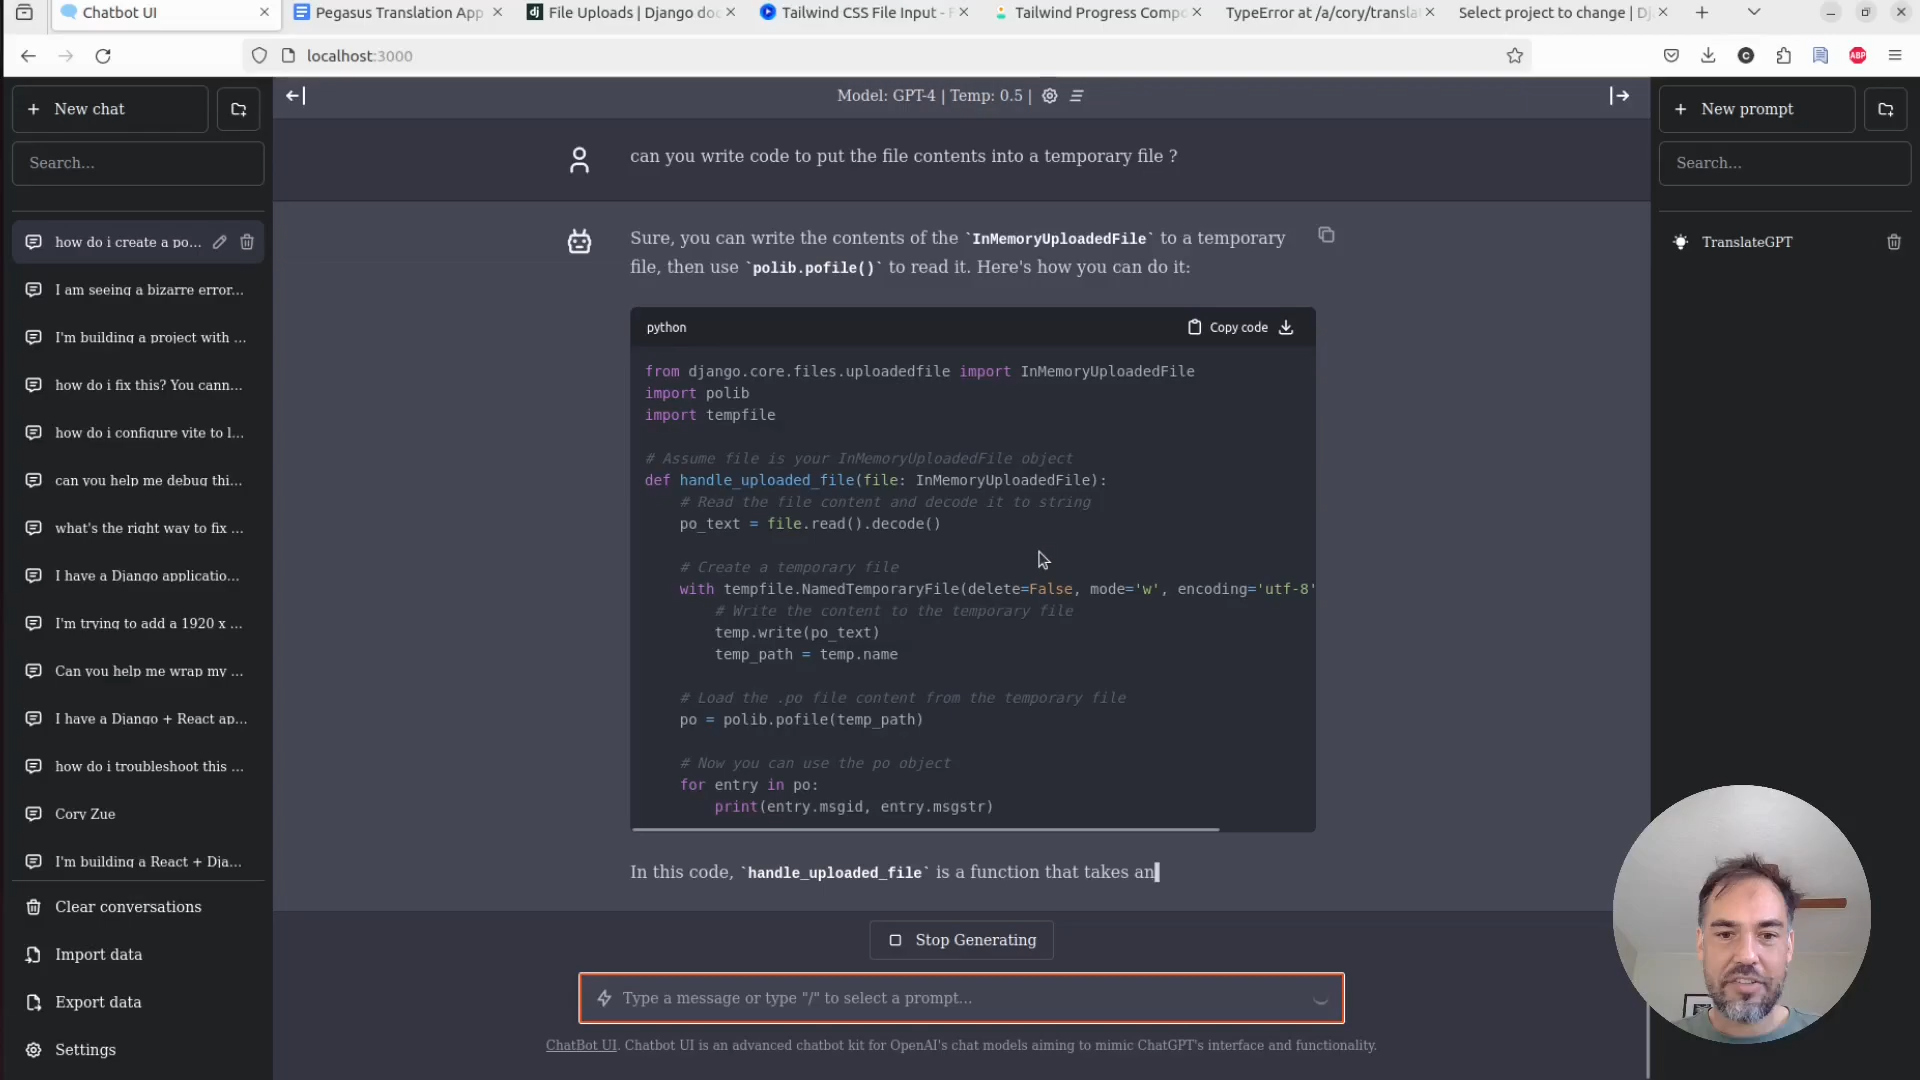 Chatbot UI
Pegasus Translation App
File Uploads | Django doc
Tailwind CSS File Input - F
Tailwind Progress Compo
TypeError at /a/cory/transla
Select project to change | Dj
localhost:3000
ABP
New chat
Search...
how do i create a po...
I am seeing a bizarre error...
I'm building a project with ...
how do i fix this? You cann...
how do i configure vite to l...
can you help me debug thi...
what's the right way to fix ...
I have a Django applicatio...
I'm trying to add a 1920 x ...
Can you help me wrap my ...
I have a Django + React ap...
how do i troubleshoot this ...
Cory Zue
I'm building a React + Dja...
Clear conversations
Import data
Export data
Settings
Model: GPT-4 | Temp: 0.5 |
can you write code to put the file contents into a temporary file ?
Sure, you can write the contents of the `InMemoryUploadedFile` to a temporary
file, then use `polib.pofile()` to read it. Here's how you can do it:
python
Copy code
from django.core.files.uploadedfile import InMemoryUploadedFile
import polib
import tempfile
# Assume file is your InMemoryUploadedFile object
def handle_uploaded_file(file: InMemoryUploadedFile):
# Read the file content and decode it to string
po_text = file.read().decode()
# Create a temporary file
with tempfile.NamedTemporaryFile(delete=False, mode='w', encoding='utf-8'
# Write the content to the temporary file
temp.write(po_text)
temp_path = temp.name
# Load the .po file content from the temporary file
po = polib.pofile(temp_path)
# Now you can use the po object
for entry in po:
print(entry.msgid, entry.msgstr)
In this code, `handle_uploaded_file` is a function that takes an
Stop Generating
Type a message or type "/" to select a prompt...
ChatBot UI. Chatbot UI is an advanced chatbot kit for OpenAI's chat models aiming to mimic ChatGPT's interface and functionality.
New prompt
Search...
TranslateGPT